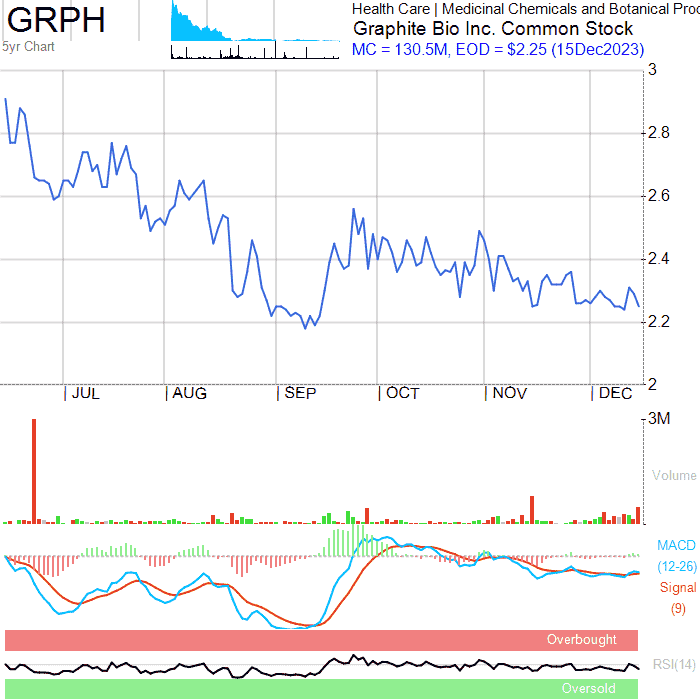 GRPH
5yr Chart
Health Care | Medicinal Chemicals and Botanical Proc
Graphite Bio Inc. Common Stock
MC = 130.5M, EOD = $2.25 (15Dec2023)
3
2.8
2.6
2.4
2.2
2
JUL AUG SEP OCT NOV DEC
3M
Volume
MACD
(12-26)
Signal
(9)
Overbought
RSI(14)
Oversold